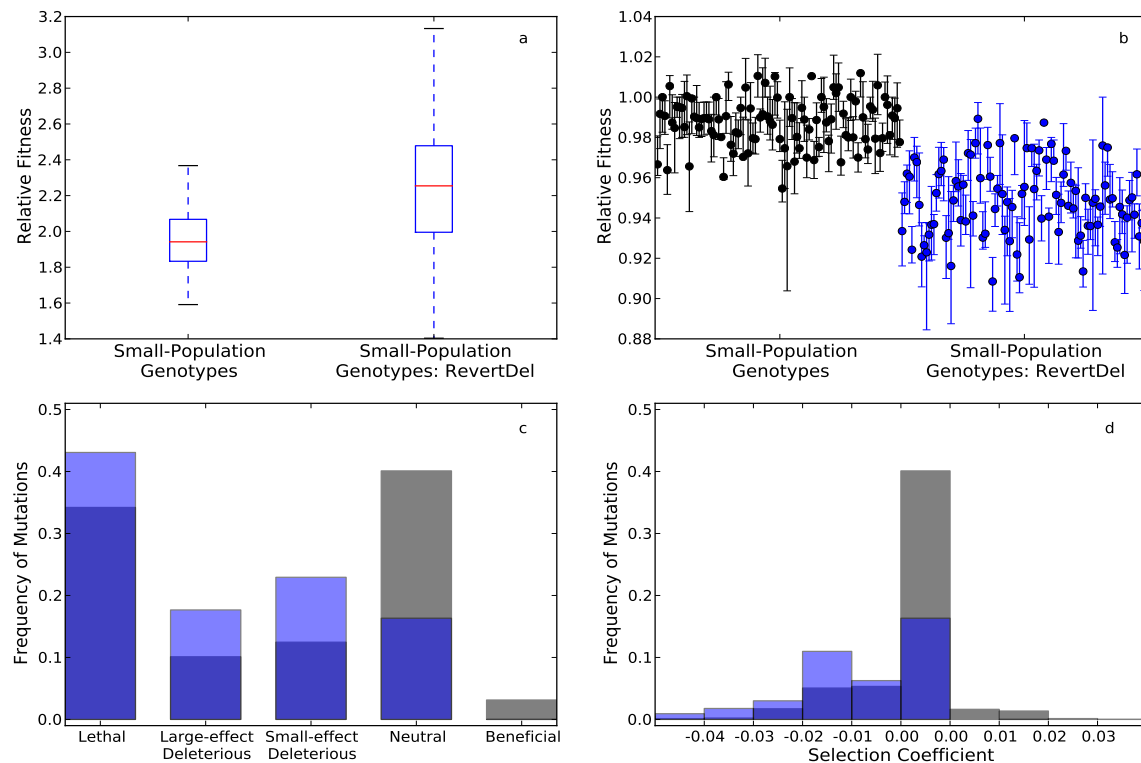 3.2
3.0
2.8
2.6
2.4
2.2
2.0
1.8
1.6
1.4
Relative Fitness
a
Small-Population
Genotypes
Small-Population
Genotypes: RevertDel
1.04
1.02
1.00
0.98
0.96
0.94
0.92
0.90
0.88
Relative Fitness
b
Small-Population
Genotypes
Small-Population
Genotypes: RevertDel
0.5
0.4
0.3
0.2
0.1
0.0
Frequency of Mutations
c
Lethal
Large-effect
Deleterious
Small-effect
Deleterious
Neutral
Beneficial
0.5
0.4
0.3
0.2
0.1
0.0
Frequency of Mutations
d
-0.04 -0.03 -0.02 -0.01 0.00 0.00 0.01 0.02 0.03
Selection Coefficient